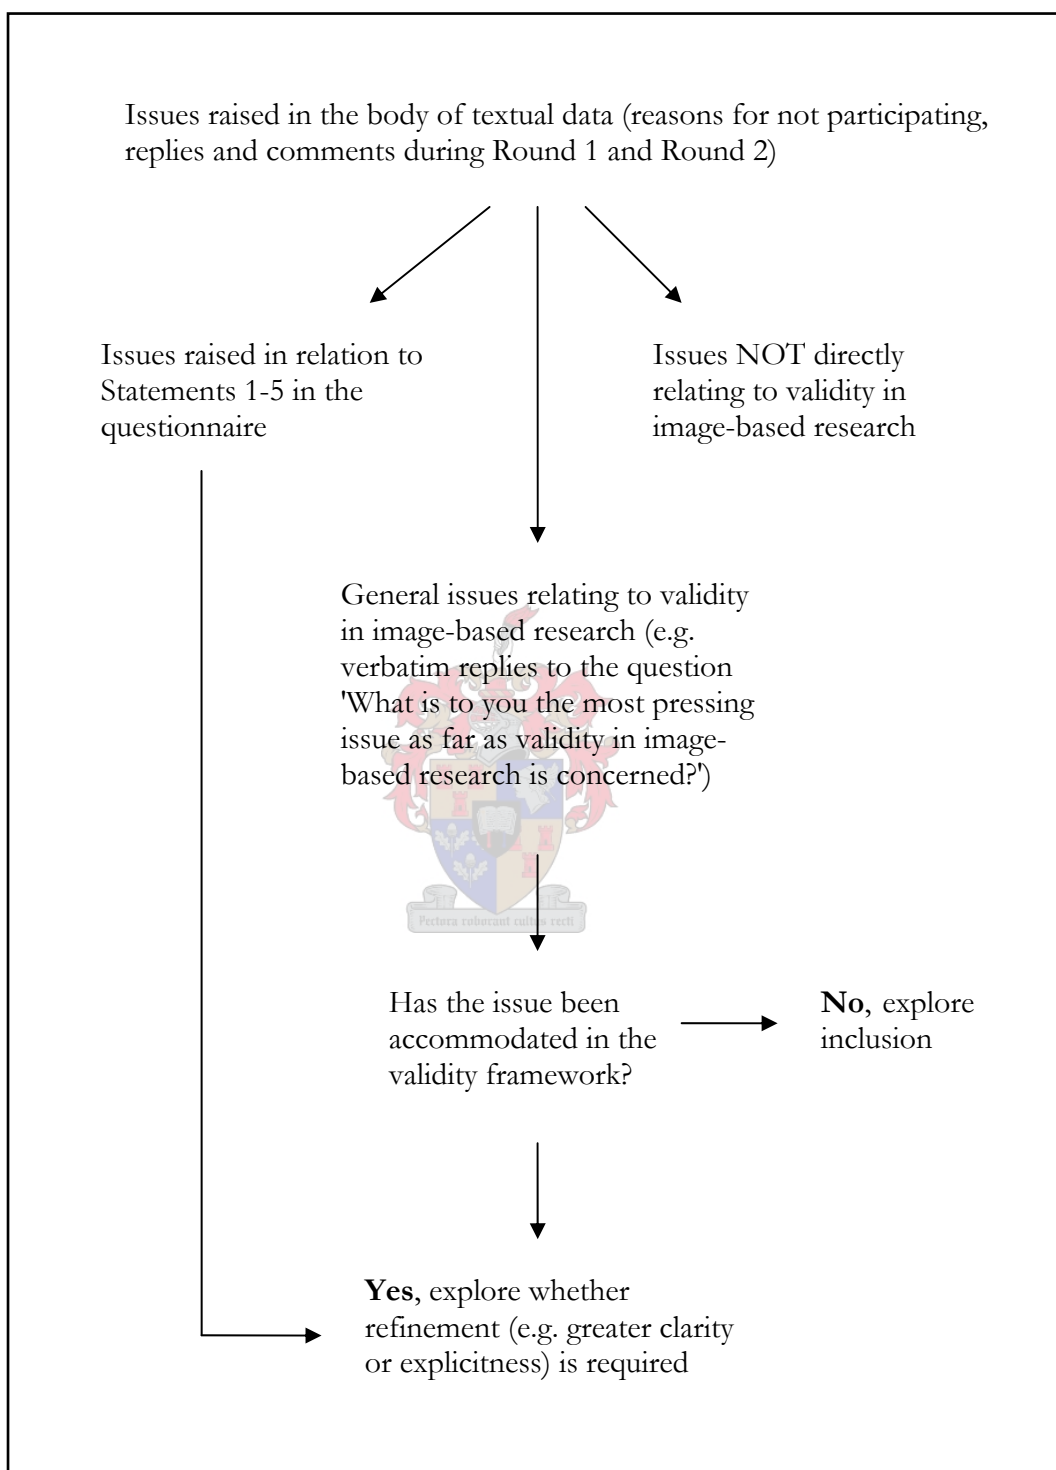 Issues raised in the body of textual data (reasons for not participating,
replies and comments during Round 1 and Round 2)
Issues raised in relation to
Statements 1-5 in the
questionnaire
Issues NOT directly
relating to validity in
image-based research
General issues relating to validity
in image-based research (e.g.
verbatim replies to the question
'What is to you the most pressing
issue as far as validity in image-
based research is concerned?')
Pectora roborant cultus recti
Has the issue been
accommodated in the
validity framework?
No, explore
inclusion
Yes, explore whether
refinement (e.g. greater clarity
or explicitness) is required